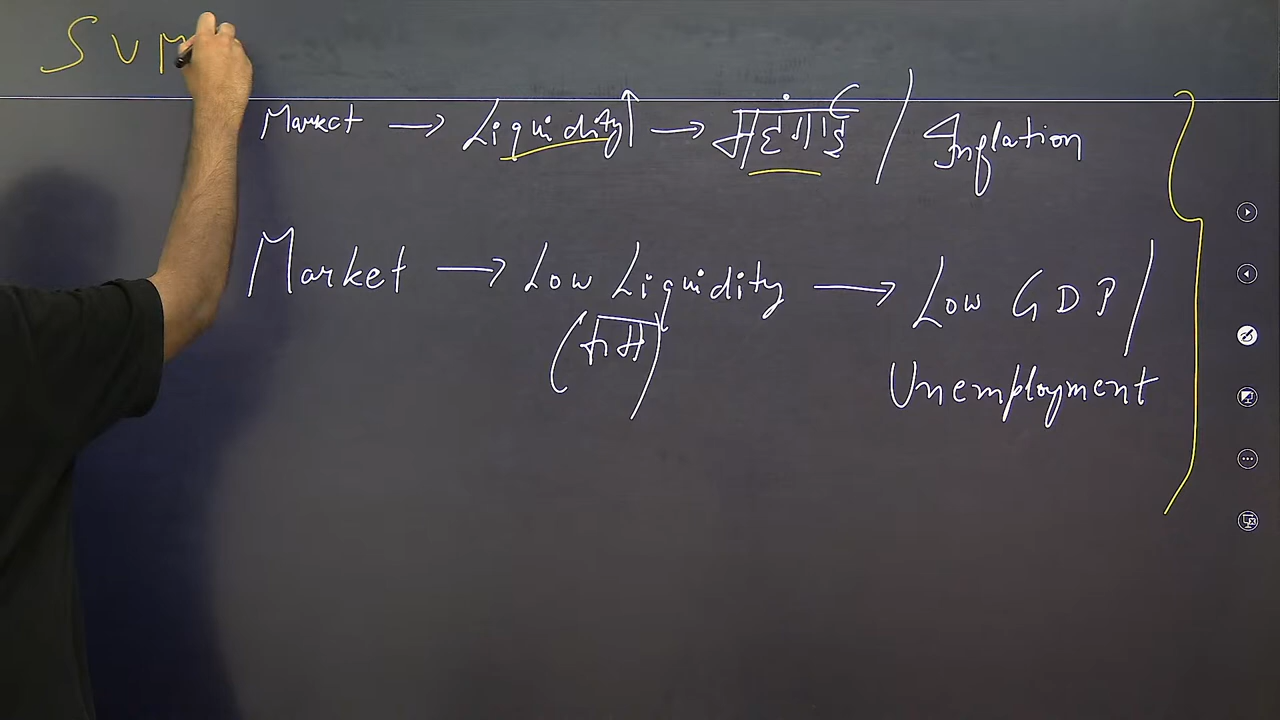 SUM
Market → Liquidity↑ → महंगाई / Inflation
Market → Low Liquidity → Low GDP /
(कम) Unemployment